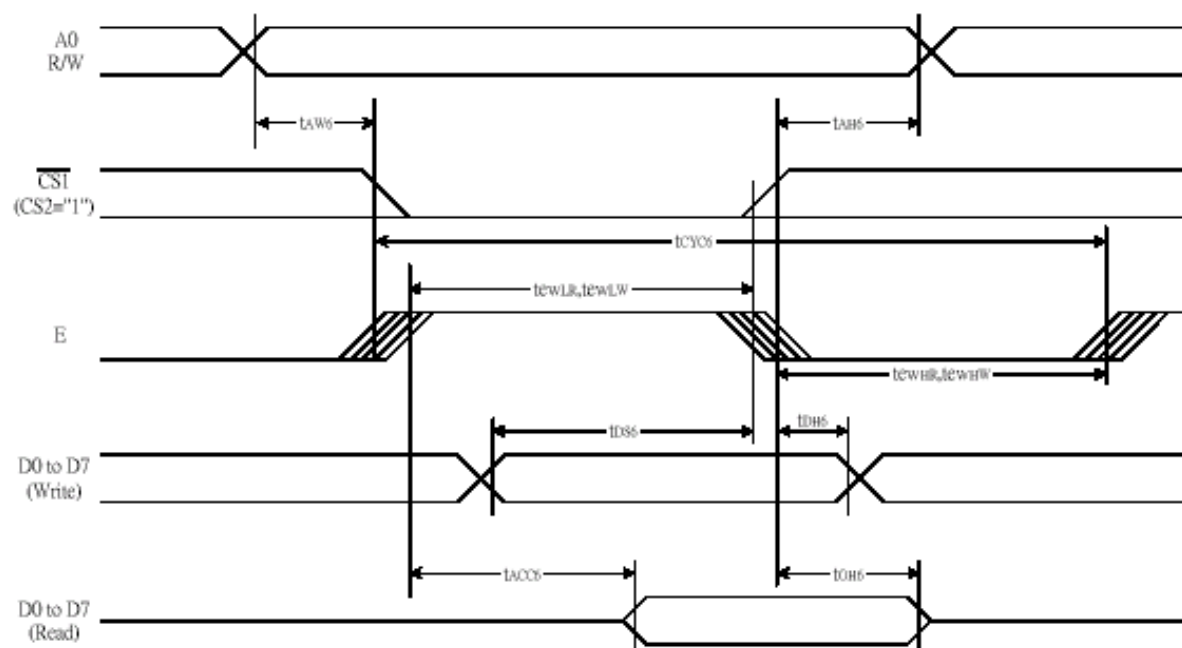 A0
R/W
tAW6
tAH6
CS1
(CS2="1")
tCYC6
tEWLR,tEWLW
E
tEWHR,tEWHW
tDS6
tDH6
D0 to D7
(Write)
tACC6
tOH6
D0 to D7
(Read)